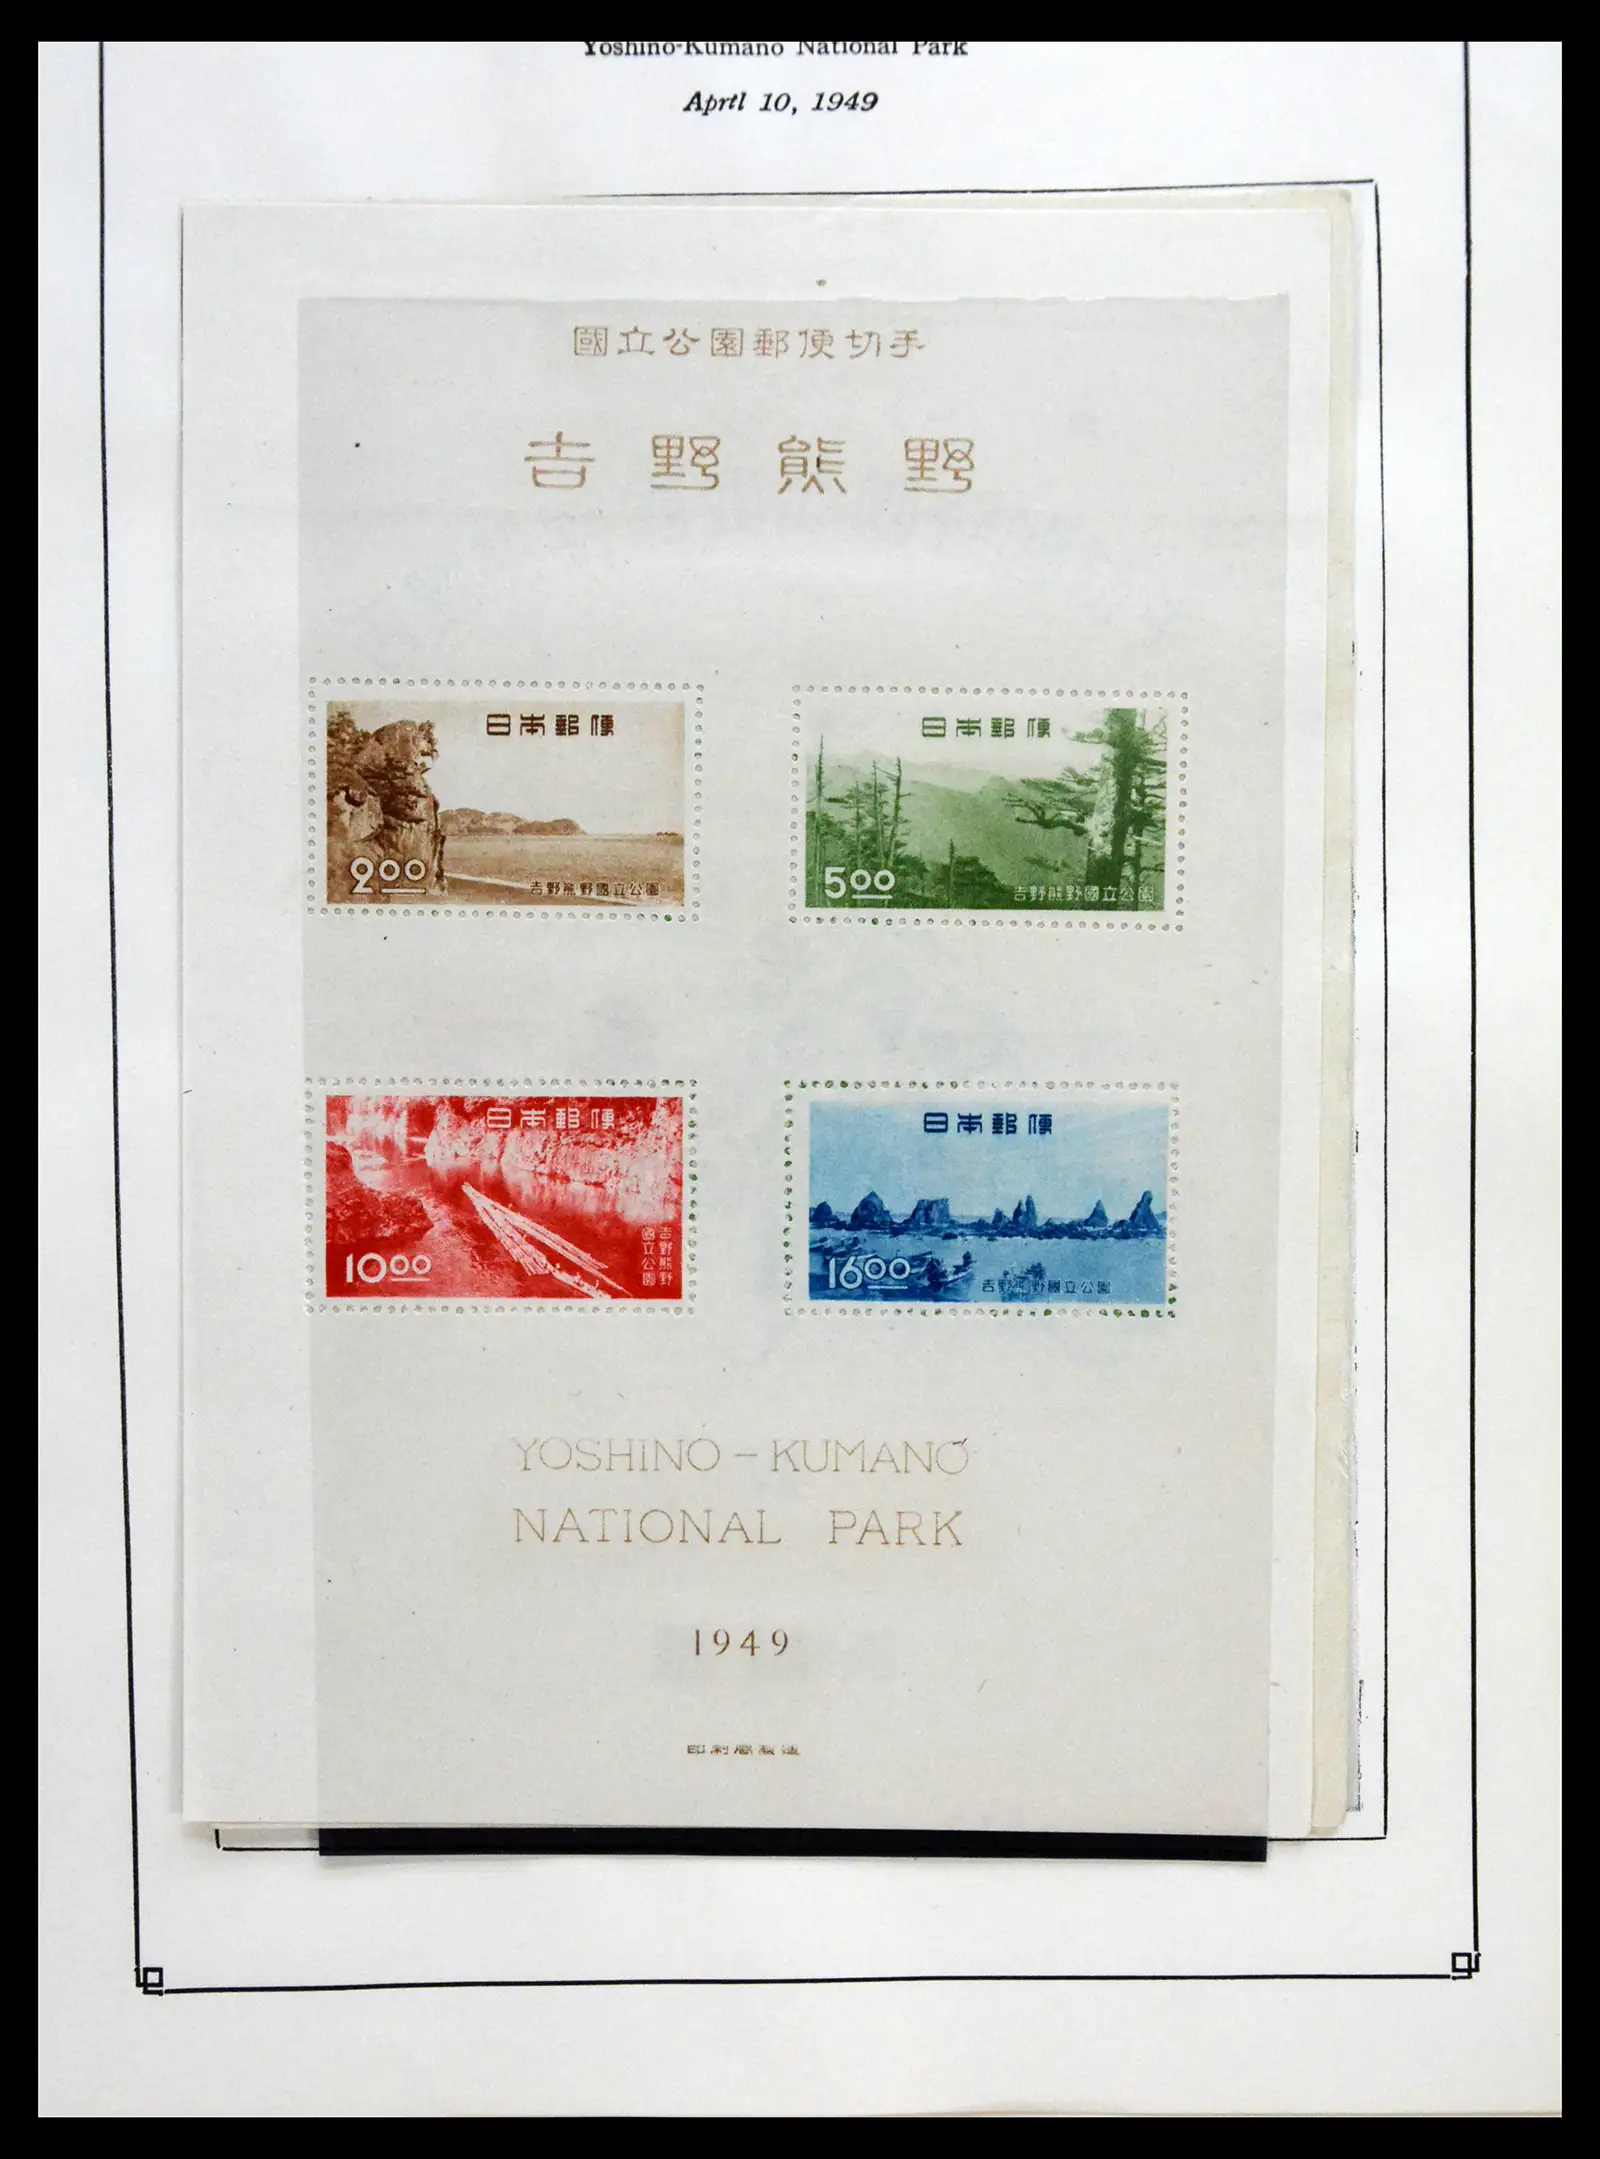 Yoshino-Kumano National Park
April 10, 1949
國立公園郵便切手
吉野熊野
日本郵便
2.00
吉野熊野國立公園
日本郵便
5.00
吉野熊野國立公園
日本郵便
10.00
吉野熊野
國立公園
日本郵便
16.00
吉野熊野國立公園
YOSHINO – KUMANO
NATIONAL PARK
1949
印刷廳製造